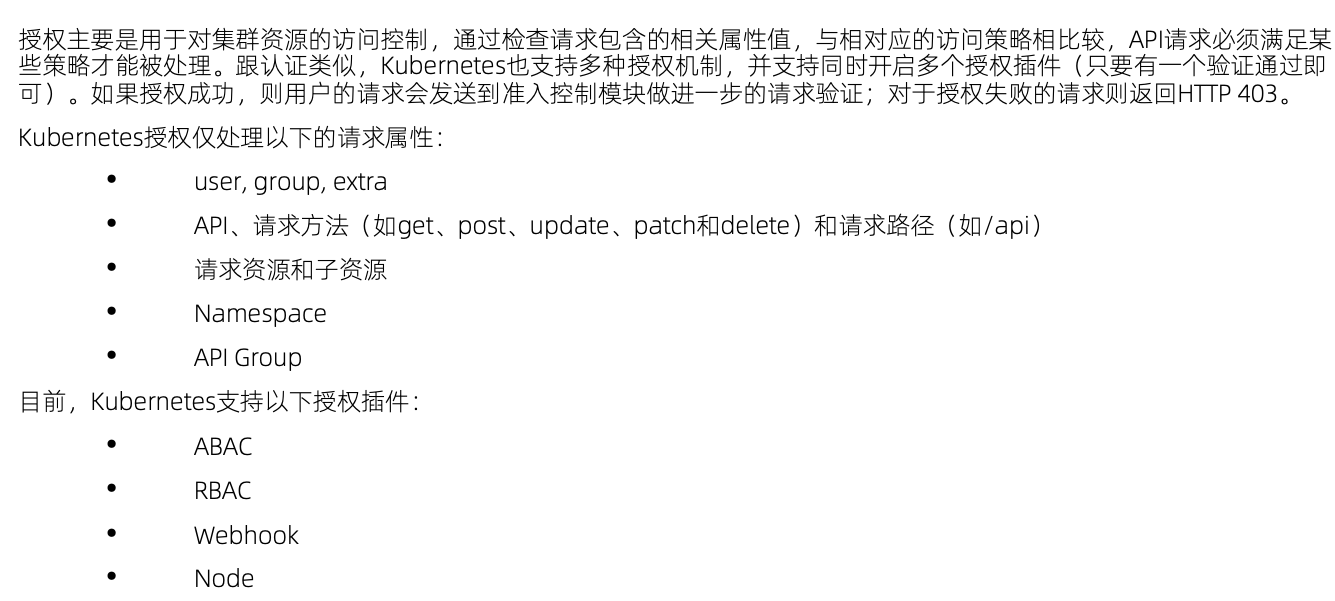 授权主要是用于对集群资源的访问控制，通过检查请求包含的相关属性值，与相对应的访问策略相比较，API请求必须满足某
些策略才能被处理。跟认证类似，Kubernetes也支持多种授权机制，并支持同时开启多个授权插件（只要有一个验证通过即
可）。如果授权成功，则用户的请求会发送到准入控制模块做进一步的请求验证；对于授权失败的请求则返回HTTP 403。
Kubernetes授权仅处理以下的请求属性：
• user, group, extra
• API、请求方法（如get、post、update、patch和delete）和请求路径（如/api）
• 请求资源和子资源
• Namespace
• API Group
目前，Kubernetes支持以下授权插件：
• ABAC
• RBAC
• Webhook
• Node